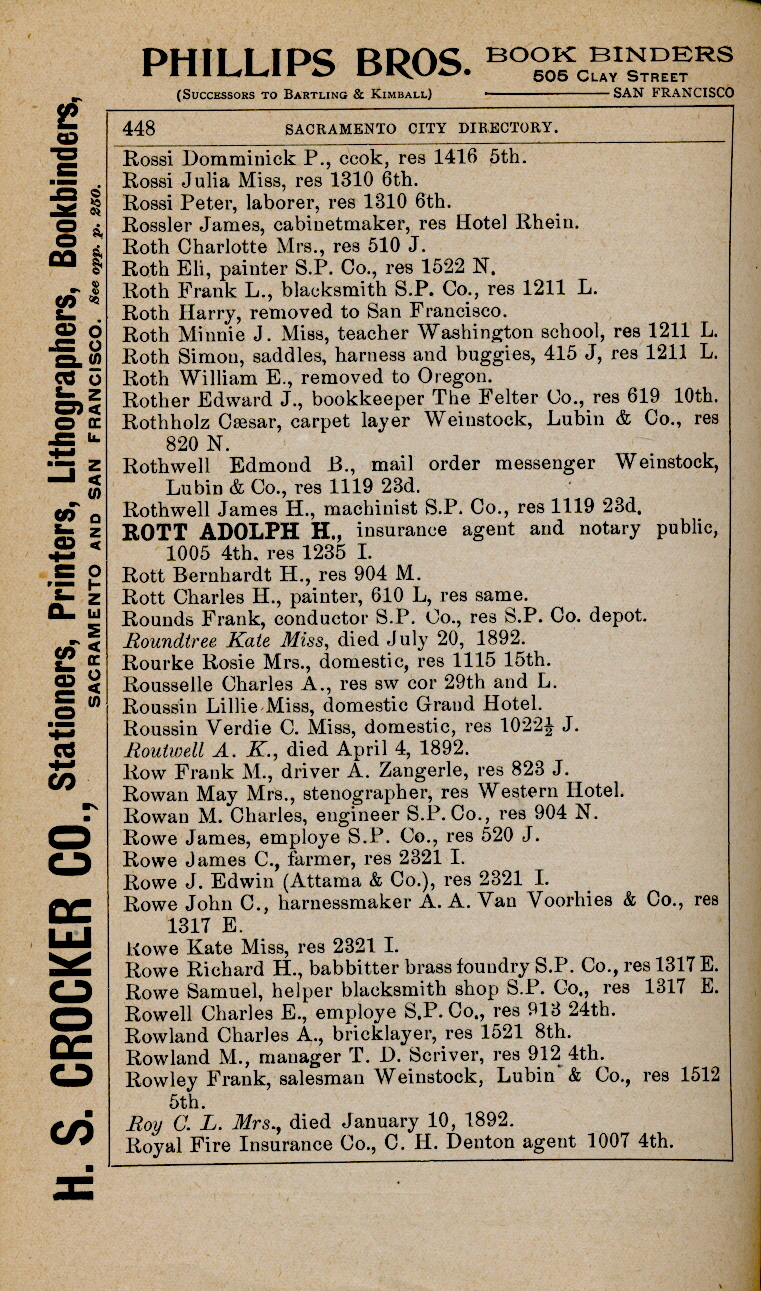 PHILLIPS BROS. BOOK BINDERS
505 CLAY STREET
(SUCCESSORS TO BARTLING & KIMBALL) SAN FRANCISCO
448 SACRAMENTO CITY DIRECTORY.
Rossi Domminick P., ccok, res 1416 5th.
Rossi Julia Miss, res 1310 6th.
Rossi Peter, laborer, res 1310 6th.
Rossler James, cabinetmaker, res Hotel Rhein.
Roth Charlotte Mrs., res 510 J.
Roth Eli, painter S.P. Co., res 1522 N.
Roth Frank L., blacksmith S.P. Co., res 1211 L.
Roth Harry, removed to San Francisco.
Roth Minnie J. Miss, teacher Washington school, res 1211 L.
Roth Simon, saddles, harness and buggies, 415 J, res 1211 L.
Roth William E., removed to Oregon.
Rother Edward J., bookkeeper The Felter Co., res 619 10th.
Rothholz Cæsar, carpet layer Weinstock, Lubin & Co., res
820 N.
Rothwell Edmond B., mail order messenger Weinstock,
Lubin & Co., res 1119 23d.
Rothwell James H., machinist S.P. Co., res 1119 23d.
ROTT ADOLPH H., insurance agent and notary public,
1005 4th. res 1235 I.
Rott Bernhardt H., res 904 M.
Rott Charles H., painter, 610 L, res same.
Rounds Frank, conductor S.P. Co., res S.P. Co. depot.
Roundtree Kate Miss, died July 20, 1892.
Rourke Rosie Mrs., domestic, res 1115 15th.
Rousselle Charles A., res sw cor 29th and L.
Roussin Lillie Miss, domestic Grand Hotel.
Roussin Verdie C. Miss, domestic, res 1022½ J.
Routwell A. K., died April 4, 1892.
Row Frank M., driver A. Zangerle, res 823 J.
Rowan May Mrs., stenographer, res Western Hotel.
Rowan M. Charles, engineer S.P. Co., res 904 N.
Rowe James, employe S.P. Co., res 520 J.
Rowe James C., farmer, res 2321 I.
Rowe J. Edwin (Attama & Co.), res 2321 I.
Rowe John C., harnessmaker A. A. Van Voorhies & Co., res
1317 E.
Rowe Kate Miss, res 2321 I.
Rowe Richard H., babbitter brass foundry S.P. Co., res 1317 E.
Rowe Samuel, helper blacksmith shop S.P. Co., res 1317 E.
Rowell Charles E., employe S.P. Co., res 913 24th.
Rowland Charles A., bricklayer, res 1521 8th.
Rowland M., manager T. D. Scriver, res 912 4th.
Rowley Frank, salesman Weinstock, Lubin & Co., res 1512
5th.
Roy C. L. Mrs., died January 10, 1892.
Royal Fire Insurance Co., C. H. Denton agent 1007 4th.
H. S. CROCKER CO., Stationers, Printers, Lithographers, Bookbinders,
SACRAMENTO AND SAN FRANCISCO. See opp. p. 250.